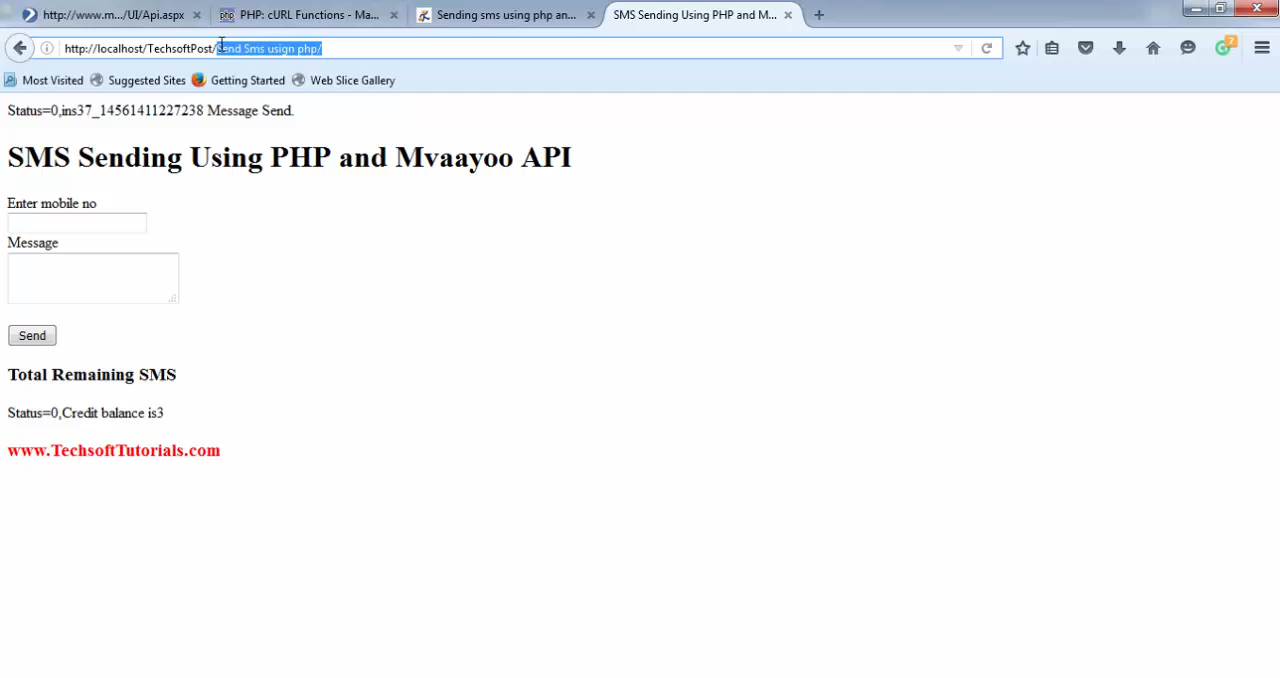 http://www.m.../UI/Api.aspx
php PHP: cURL Functions - Ma...
Sending sms using php an...
SMS Sending Using PHP and M...
http://localhost/TechsoftPost/Send Sms usign php/
7
Most Visited
Suggested Sites
Getting Started
Web Slice Gallery
Status=0,ins37_14561411227238 Message Send.
SMS Sending Using PHP and Mvaayoo API
Enter mobile no
Message
Send
Total Remaining SMS
Status=0,Credit balance is3
www.TechsoftTutorials.com